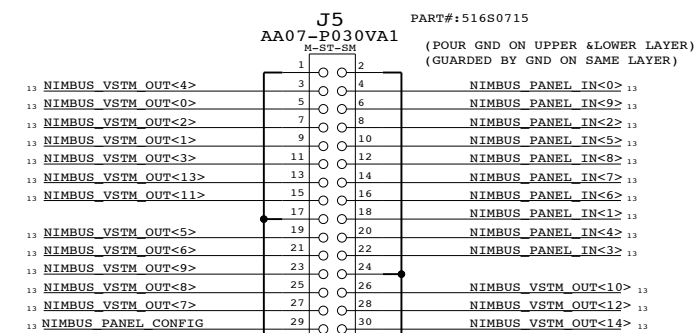 J5
PART#:516S0715
AA07-P030VA1
M-ST-SM
(POUR GND ON UPPER &LOWER LAYER)
(GUARDED BY GND ON SAME LAYER)
1 2
13 NIMBUS_VSTM_OUT<4> 3 4 NIMBUS_PANEL_IN<0> 13
13 NIMBUS_VSTM_OUT<0> 5 6 NIMBUS_PANEL_IN<9> 13
13 NIMBUS_VSTM_OUT<2> 7 8 NIMBUS_PANEL_IN<2> 13
13 NIMBUS_VSTM_OUT<1> 9 10 NIMBUS_PANEL_IN<5> 13
13 NIMBUS_VSTM_OUT<3> 11 12 NIMBUS_PANEL_IN<8> 13
13 NIMBUS_VSTM_OUT<13> 13 14 NIMBUS_PANEL_IN<7> 13
13 NIMBUS_VSTM_OUT<11> 15 16 NIMBUS_PANEL_IN<6> 13
17 18 NIMBUS_PANEL_IN<1> 13
13 NIMBUS_VSTM_OUT<5> 19 20 NIMBUS_PANEL_IN<4> 13
13 NIMBUS_VSTM_OUT<6> 21 22 NIMBUS_PANEL_IN<3> 13
13 NIMBUS_VSTM_OUT<9> 23 24
13 NIMBUS_VSTM_OUT<8> 25 26 NIMBUS_VSTM_OUT<10> 13
13 NIMBUS_VSTM_OUT<7> 27 28 NIMBUS_VSTM_OUT<12> 13
13 NIMBUS_PANEL_CONFIG 29 30 NIMBUS_VSTM_OUT<14> 13